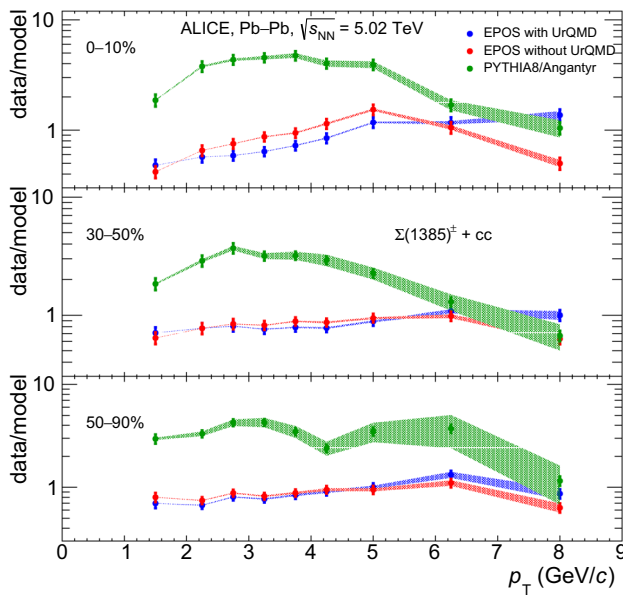 ALICE, Pb–Pb, √s_NN = 5.02 TeV
EPOS with UrQMD
EPOS without UrQMD
PYTHIA8/Angantyr
0–10%
data/model
10
1
30–50%
Σ(1385)± + cc
data/model
10
1
50–90%
data/model
10
1
0 1 2 3 4 5 6 7 8 9
p_T (GeV/c)